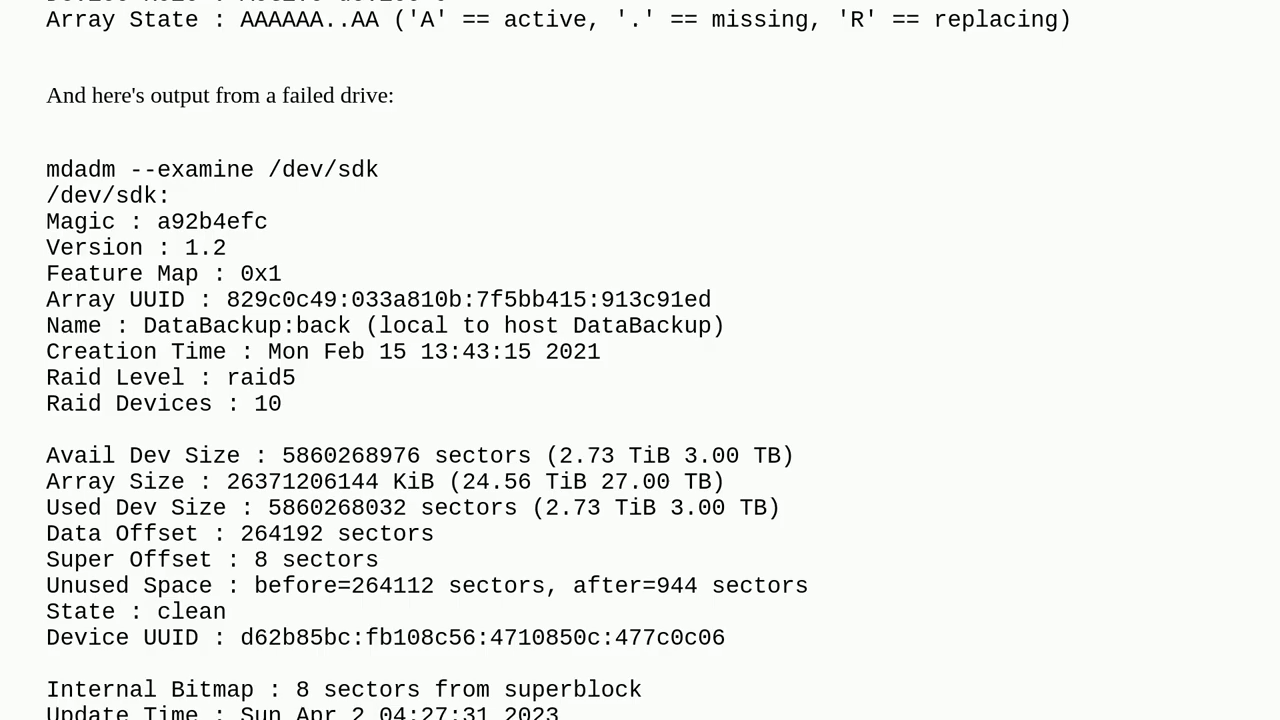 Array State : AAAAAA..AA ('A' == active, '.' == missing, 'R' == replacing)
And here's output from a failed drive:
mdadm --examine /dev/sdk
/dev/sdk:
Magic : a92b4efc
Version : 1.2
Feature Map : 0x1
Array UUID : 829c0c49:033a810b:7f5bb415:913c91ed
Name : DataBackup:back (local to host DataBackup)
Creation Time : Mon Feb 15 13:43:15 2021
Raid Level : raid5
Raid Devices : 10
Avail Dev Size : 5860268976 sectors (2.73 TiB 3.00 TB)
Array Size : 26371206144 KiB (24.56 TiB 27.00 TB)
Used Dev Size : 5860268032 sectors (2.73 TiB 3.00 TB)
Data Offset : 264192 sectors
Super Offset : 8 sectors
Unused Space : before=264112 sectors, after=944 sectors
State : clean
Device UUID : d62b85bc:fb108c56:4710850c:477c0c06
Internal Bitmap : 8 sectors from superblock
Update Time : Sun Apr 2 04:27:31 2023